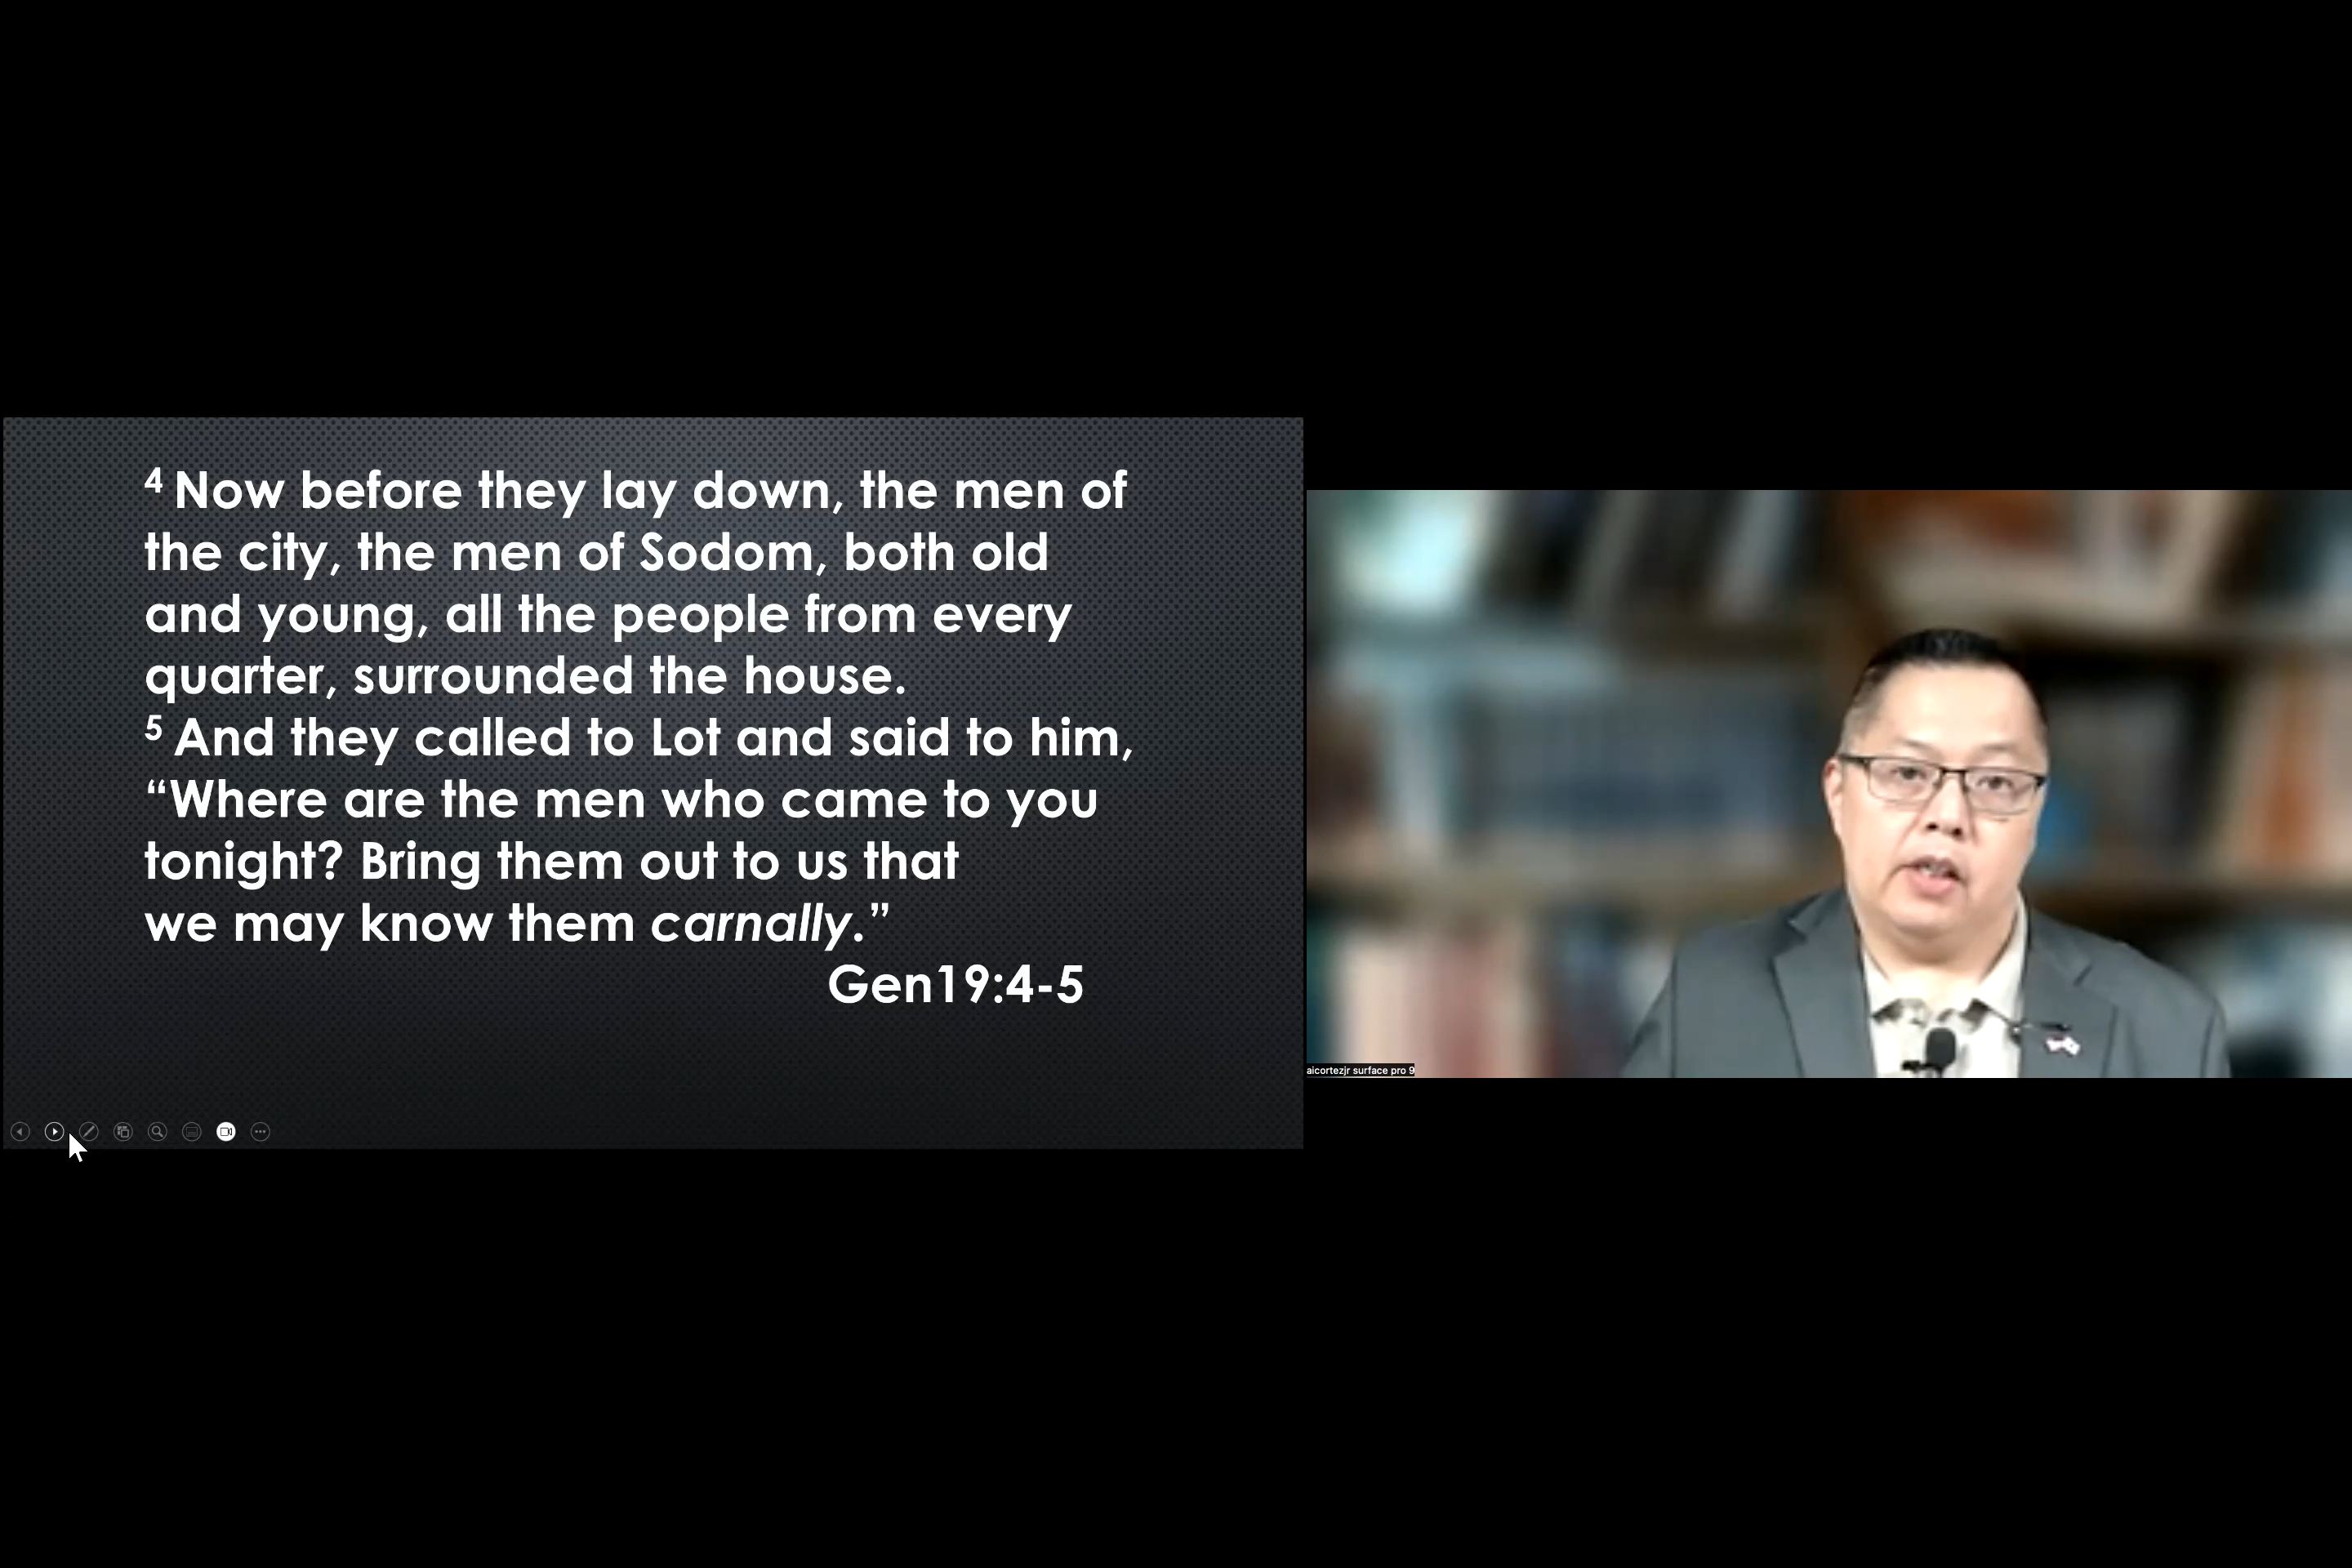 4 Now before they lay down, the men of
the city, the men of Sodom, both old
and young, all the people from every
quarter, surrounded the house.
5 And they called to Lot and said to him,
“Where are the men who came to you
tonight? Bring them out to us that
we may know them carnally.”
Gen19:4-5
aicortezjr surface pro 9